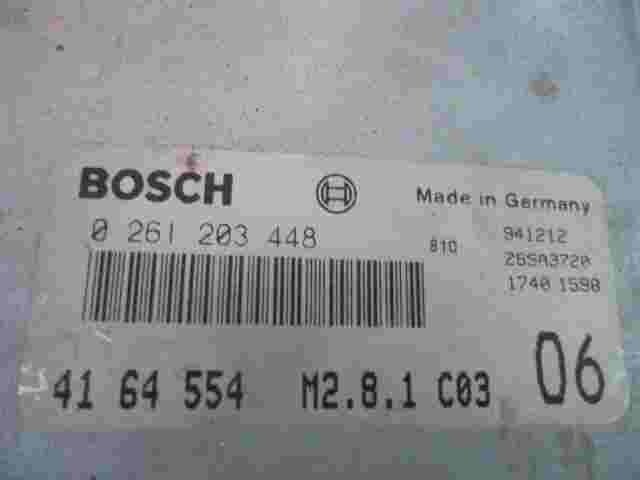 BOSCH
Made in Germany
0 261 203 448
810
941212
26SA3720
1740 1598
41 64 554 M2.8.1 C03 06